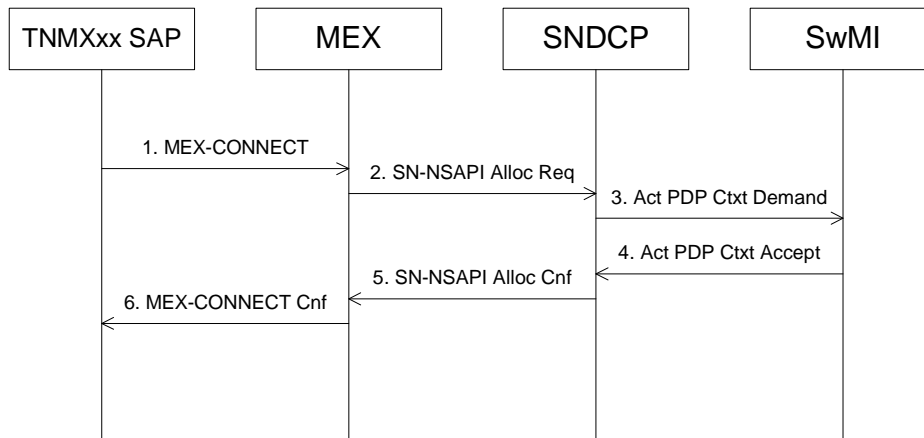 TNMXxx SAP
MEX
SNDCP
SwMI
1. MEX-CONNECT
2. SN-NSAPI Alloc Req
3. Act PDP Ctxt Demand
4. Act PDP Ctxt Accept
5. SN-NSAPI Alloc Cnf
6. MEX-CONNECT Cnf